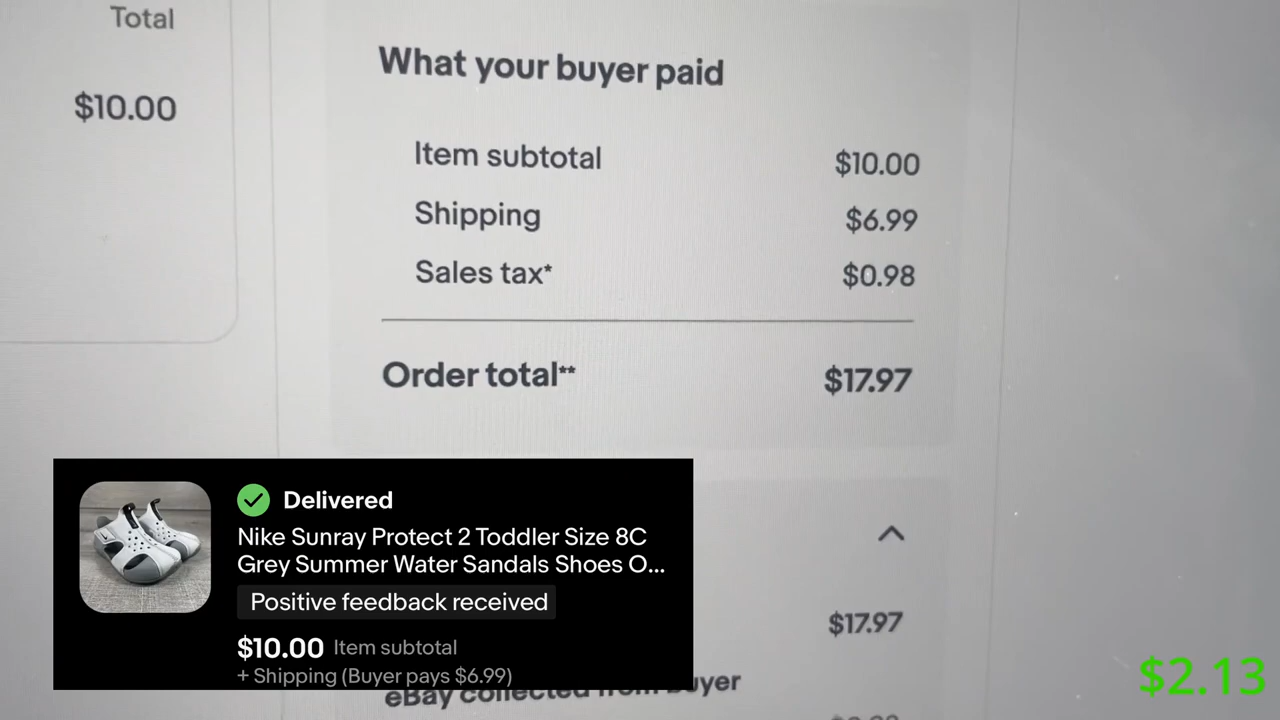 Total
$10.00
What your buyer paid
Item subtotal $10.00
Shipping $6.99
Sales tax* $0.98
Order total** $17.97
Delivered
Nike Sunray Protect 2 Toddler Size 8C
Grey Summer Water Sandals Shoes O...
Positive feedback received
$10.00 Item subtotal
+ Shipping (Buyer pays $6.99)
$17.97
eBay collected from buyer
$2.13